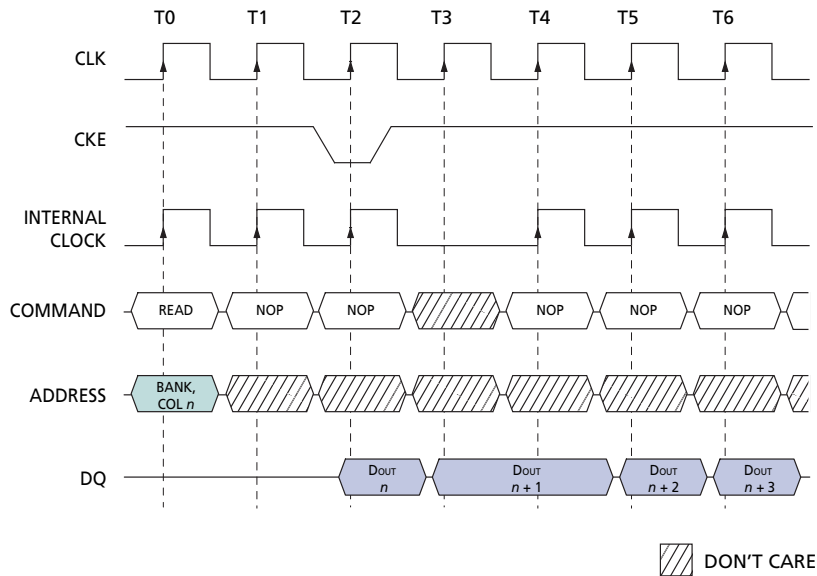 T0 T1 T2 T3 T4 T5 T6
CLK
CKE
INTERNAL
CLOCK
COMMAND READ NOP NOP NOP NOP NOP
ADDRESS BANK,
COL n
DQ DOUT DOUT DOUT DOUT
n n + 1 n + 2 n + 3
DON'T CARE